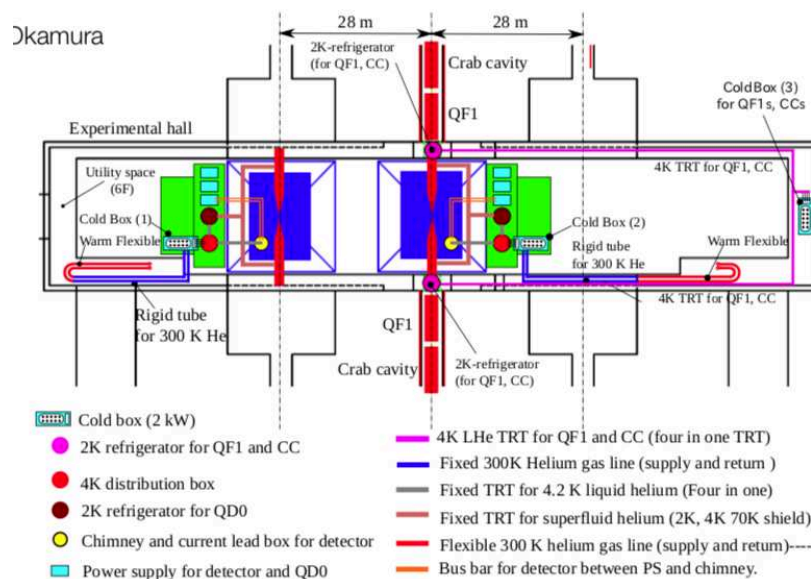 Okamura
28 m
28 m
2K-refrigerator
(for QF1, CC)
Crab cavity
QF1
ColdBox (3)
for QF1s, CCs
Experimental hall
4K TRT for QF1, CC
Utility space
(6F)
Cold Box (1)
Warm Flexible
Cold Box (2)
Rigid tube
for 300 K He
Warm Flexible
4K TRT for QF1, CC
Rigid tube
for 300 K He
QF1
Crab cavity
2K-refrigerator
(for QF1, CC)
Cold box (2 kW)
2K refrigerator for QF1 and CC
4K distribution box
2K refrigerator for QD0
Chimney and current lead box for detector
Power supply for detector and QD0
4K LHe TRT for QF1 and CC (four in one TRT)
Fixed 300K Helium gas line (supply and return )
Fixed TRT for 4.2 K liquid helium (Four in one)
Fixed TRT for superfluid helium (2K, 4K 70K shield)
Flexible 300 K helium gas line (supply and return)----
Bus bar for detector between PS and chimney.